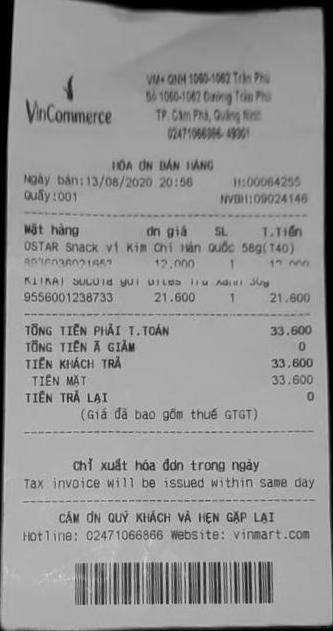 VinCommerce
VM+ QNH 1060-1062 Trần Phú
Số 1060-1062 Đường Trần Phú
TP. Cẩm Phả, Quảng Ninh
02471066866- 49301
HÓA ĐN BÁN HÀNG
Ngày bán:13/08/2020 20:56 H:00064255
Quầy:001 NVBH:09024146
Mặt hàng đn giá SL T.Tiền
OSTAR Snack vị Kim Chi Hàn Quốc 58g(T40)
8936036021657 12.000 1 12.000
KITKAT Socola gói Bites Trà xanh 30g
9556001238733 21.600 1 21.600
TỔNG TIỀN PHẢI T.TOÁN 33.600
TỔNG TIỀN Ã GIẢM 0
TIỀN KHÁCH TRẢ 33.600
TIỀN MẶT 33.600
TIỀN TRẢ LẠI 0
(Giá đã bao gồm thuế GTGT)
Chỉ xuất hóa đơn trong ngày
Tax invoice will be issued within same day
CẢM ƠN QUÝ KHÁCH VÀ HẸN GẶP LẠI
Hotline: 02471066866 Website: vinmart.com